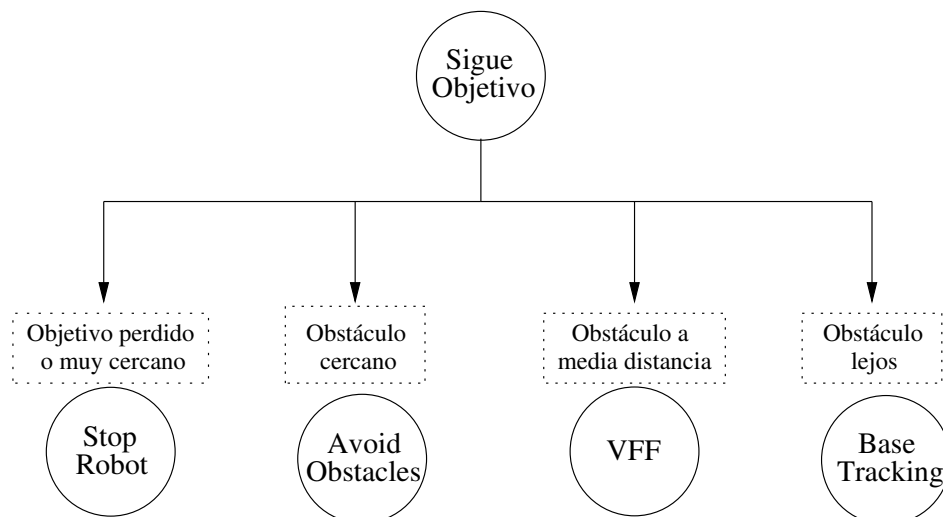 Sigue
Objetivo
Objetivo perdido
o muy cercano
Obstáculo
cercano
Obstáculo a
media distancia
Obstáculo
lejos
Stop
Robot
Avoid
Obstacles
VFF
Base
Tracking